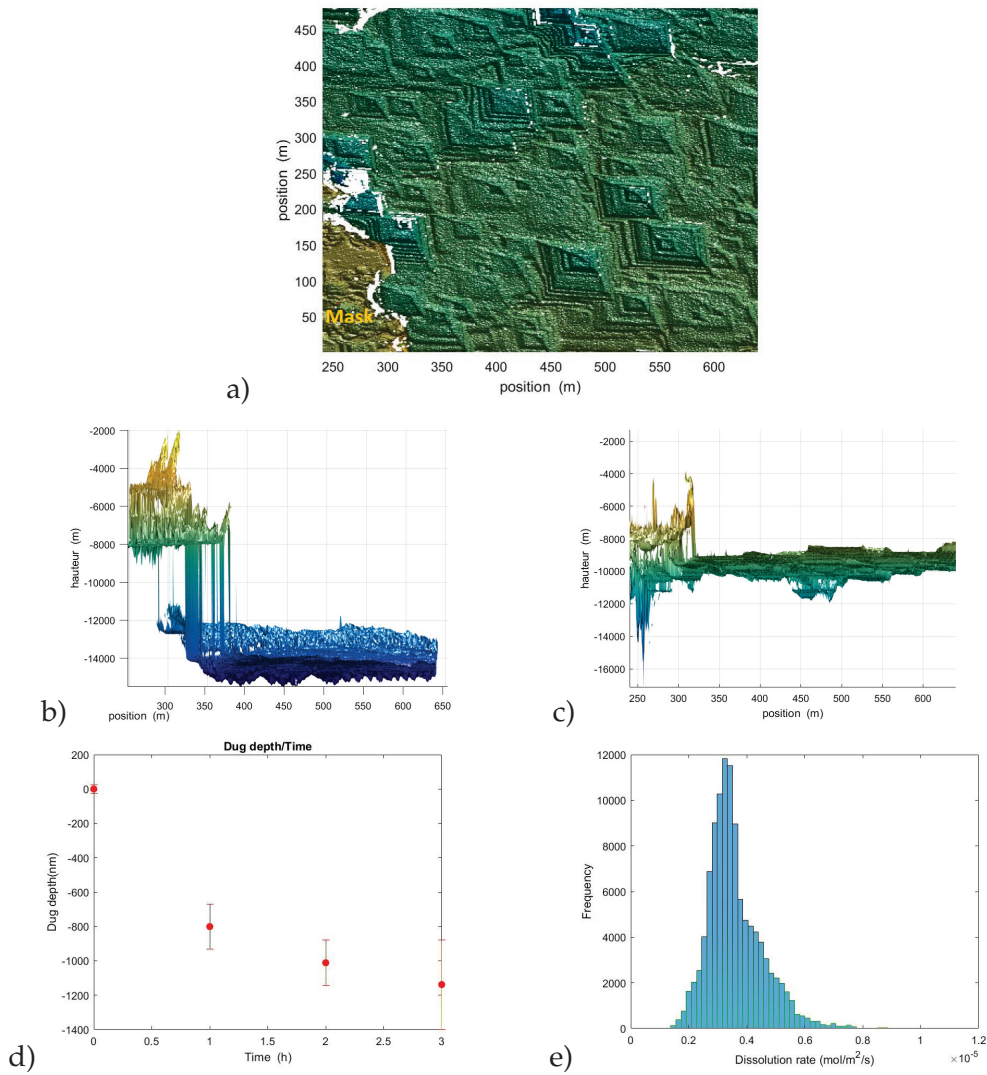 450
400
350
300
250
200
150
100
50
position (m)
Mask
250 300 350 400 450 500 550 600
position (m)
a)
-2000
-4000
-6000
-8000
-10000
-12000
-14000
hauteur (m)
300 350 400 450 500 550 600 650
position (m)
b)
-2000
-4000
-6000
-8000
-10000
-12000
-14000
-16000
hauteur (m)
250 300 350 400 450 500 550 600
position (m)
c)
Dug depth/Time
200
0
-200
-400
-600
-800
-1000
-1200
-1400
Dug depth(nm)
0 0.5 1 1.5 2 2.5 3
Time (h)
d)
12000
10000
8000
6000
4000
2000
0
Frequency
0 0.2 0.4 0.6 0.8 1 1.2
Dissolution rate (mol/m²/s)
×10⁻⁵
e)